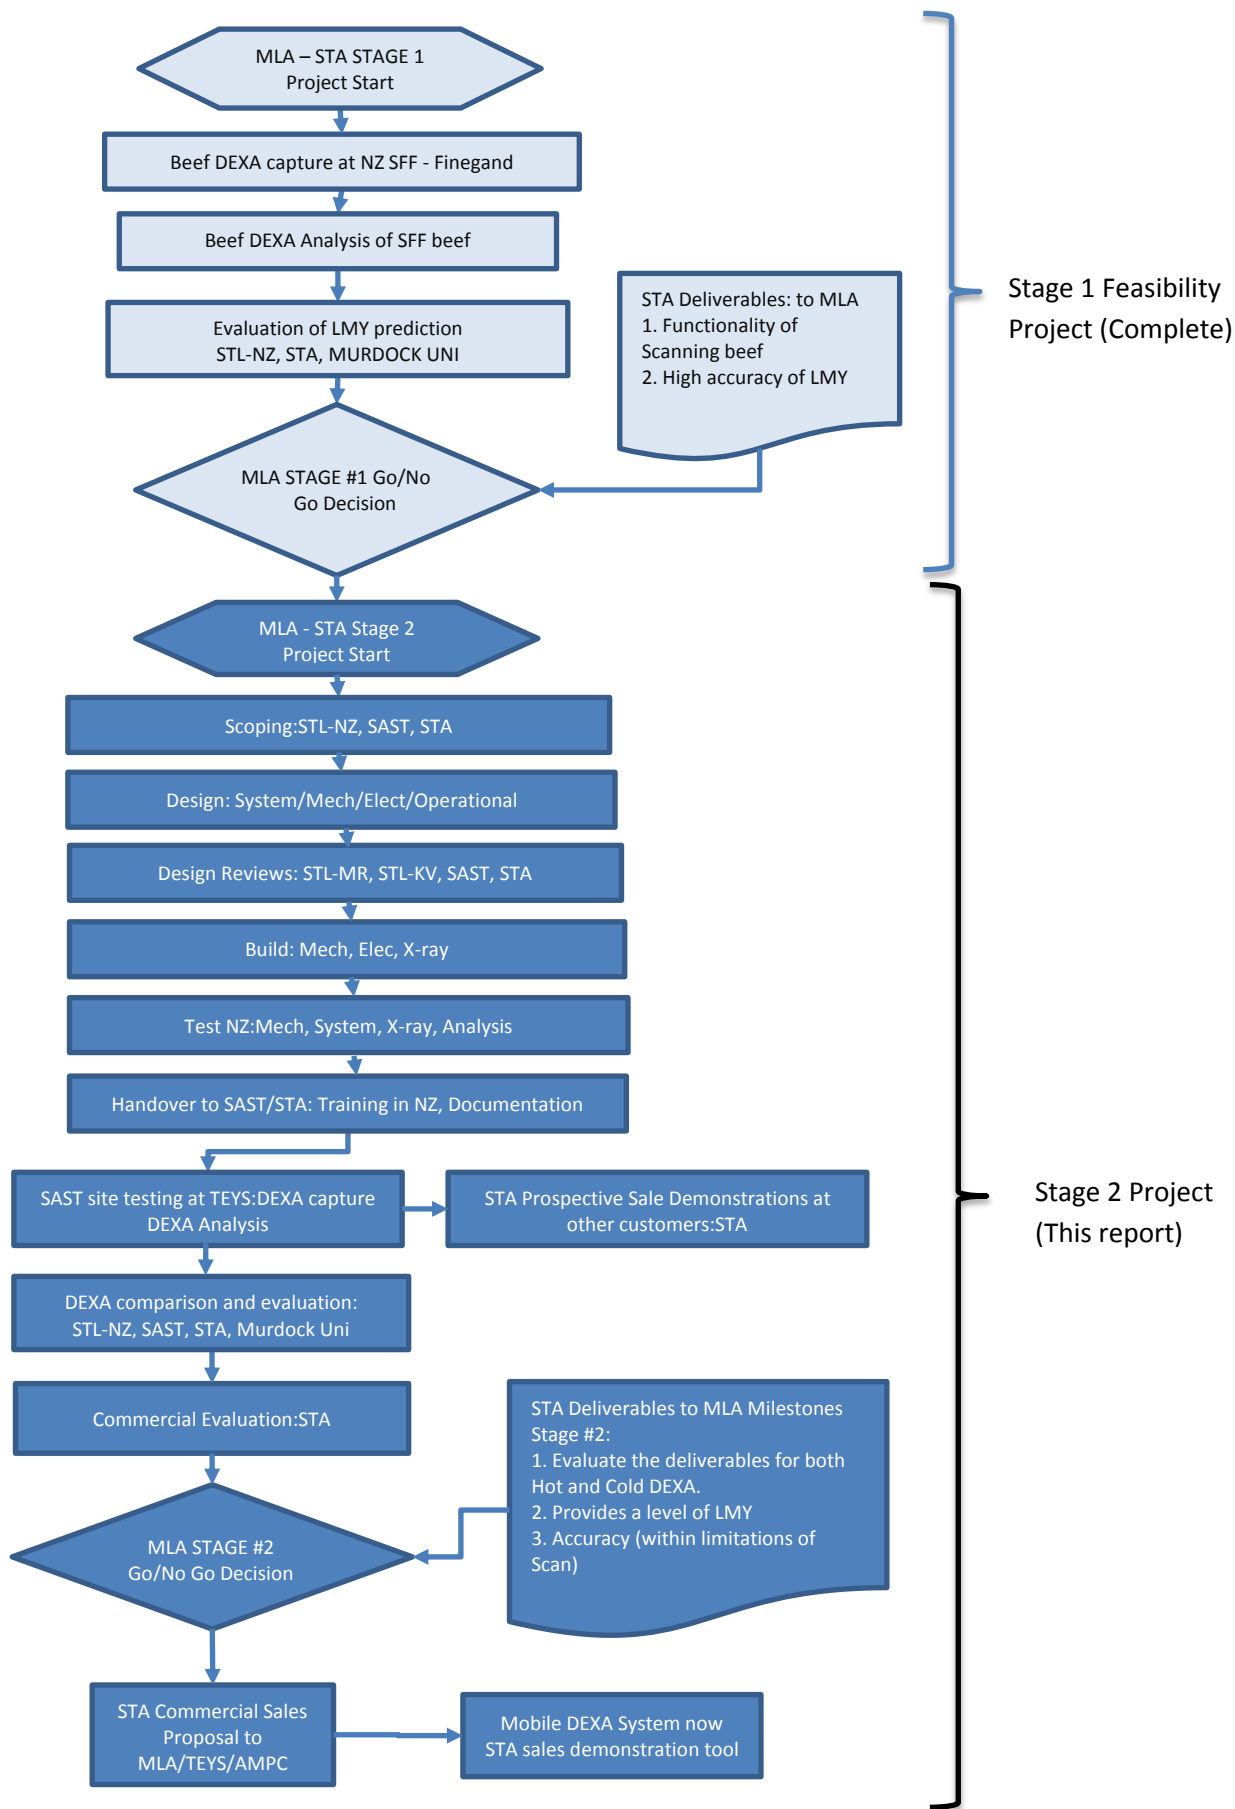 MLA – STA STAGE 1
Project Start
Beef DEXA capture at NZ SFF - Finegand
Beef DEXA Analysis of SFF beef
Evaluation of LMY prediction
STL-NZ, STA, MURDOCK UNI
STA Deliverables: to MLA
1. Functionality of
Scanning beef
2. High accuracy of LMY
MLA STAGE #1 Go/No
Go Decision
Stage 1 Feasibility
Project (Complete)
MLA - STA Stage 2
Project Start
Scoping:STL-NZ, SAST, STA
Design: System/Mech/Elect/Operational
Design Reviews: STL-MR, STL-KV, SAST, STA
Build: Mech, Elec, X-ray
Test NZ:Mech, System, X-ray, Analysis
Handover to SAST/STA: Training in NZ, Documentation
SAST site testing at TEYS:DEXA capture
DEXA Analysis
STA Prospective Sale Demonstrations at
other customers:STA
Stage 2 Project
(This report)
DEXA comparison and evaluation:
STL-NZ, SAST, STA, Murdock Uni
Commercial Evaluation:STA
STA Deliverables to MLA Milestones
Stage #2:
1. Evaluate the deliverables for both
Hot and Cold DEXA.
2. Provides a level of LMY
3. Accuracy (within limitations of
Scan)
MLA STAGE #2
Go/No Go Decision
STA Commercial Sales
Proposal to
MLA/TEYS/AMPC
Mobile DEXA System now
STA sales demonstration tool